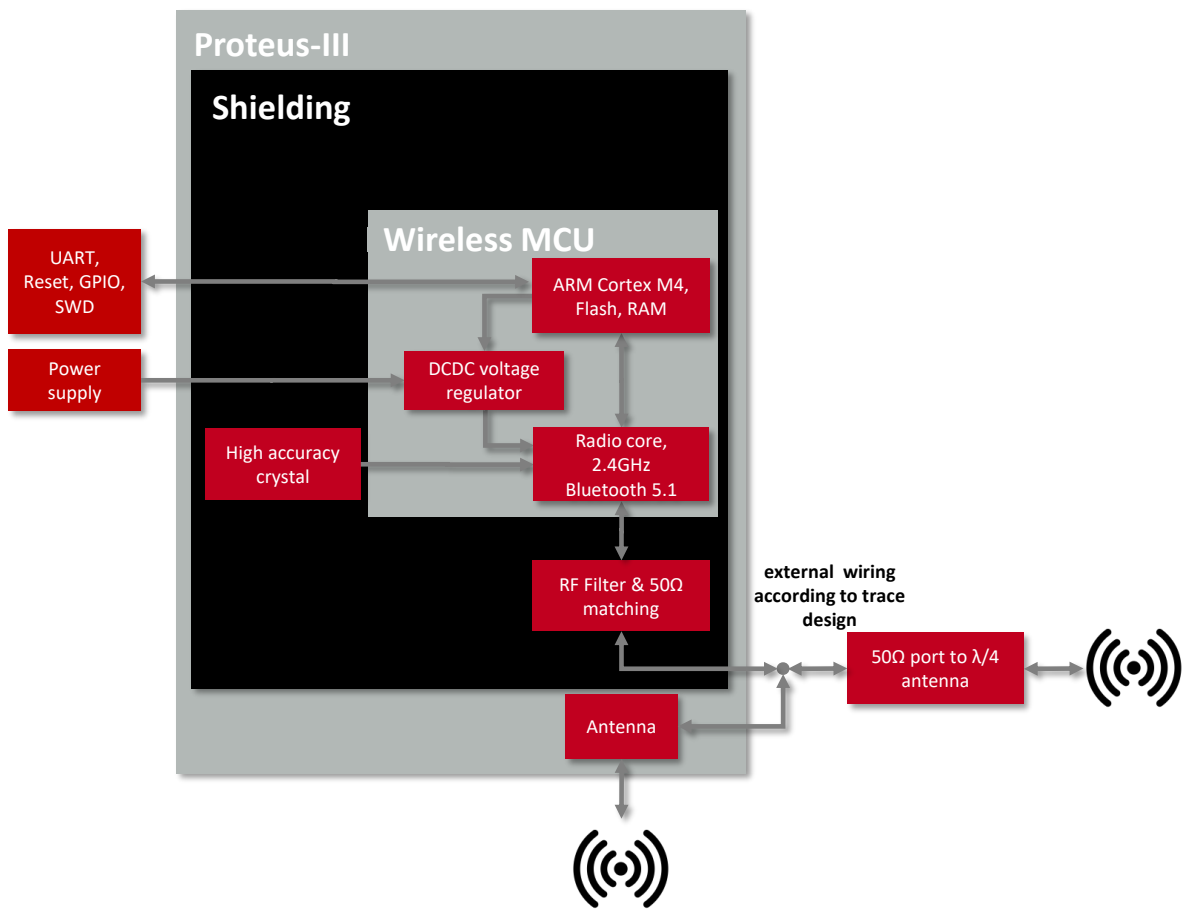 Proteus-III
Shielding
Wireless MCU
UART,
Reset, GPIO,
SWD
ARM Cortex M4,
Flash, RAM
Power
supply
DCDC voltage
regulator
High accuracy
crystal
Radio core,
2.4GHz
Bluetooth 5.1
RF Filter & 50Ω
matching
external wiring
according to trace
design
50Ω port to λ/4
antenna
Antenna